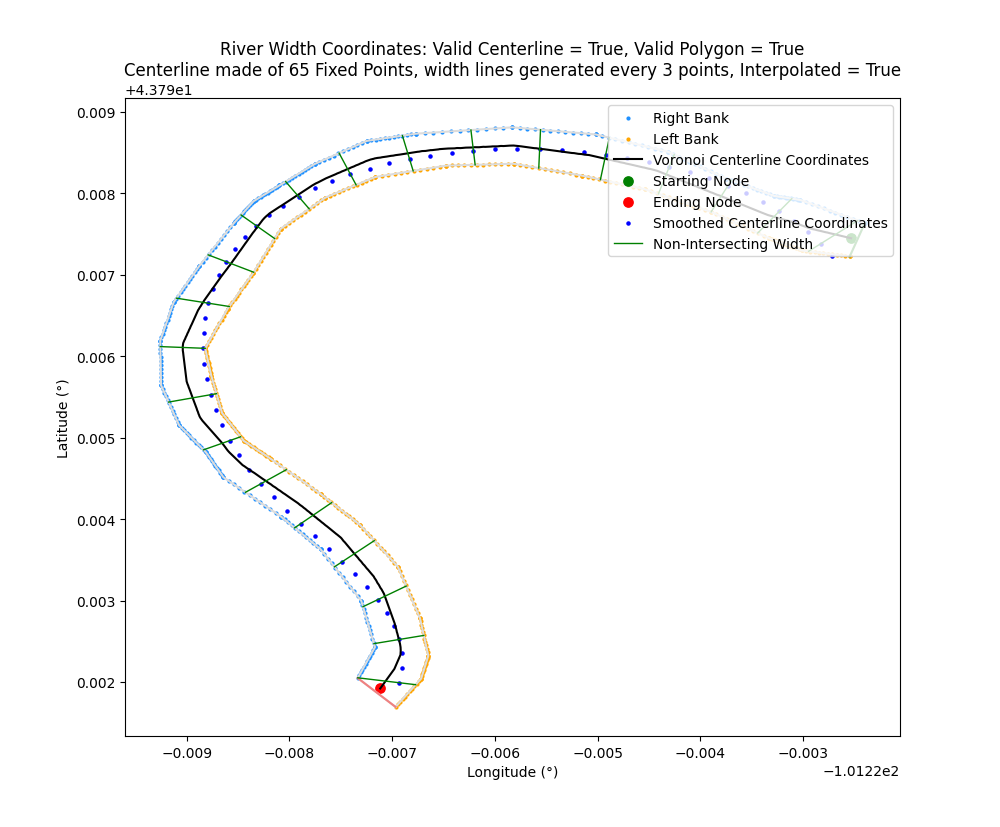 River Width Coordinates: Valid Centerline = True, Valid Polygon = True
Centerline made of 65 Fixed Points, width lines generated every 3 points, Interpolated = True
+4.379e1
Right Bank
Left Bank
Voronoi Centerline Coordinates
Starting Node
Ending Node
Smoothed Centerline Coordinates
Non-Intersecting Width
0.009
0.008
0.007
0.006
0.005
0.004
0.003
0.002
Latitude (°)
−0.009 −0.008 −0.007 −0.006 −0.005 −0.004 −0.003
Longitude (°)
−1.0122e2